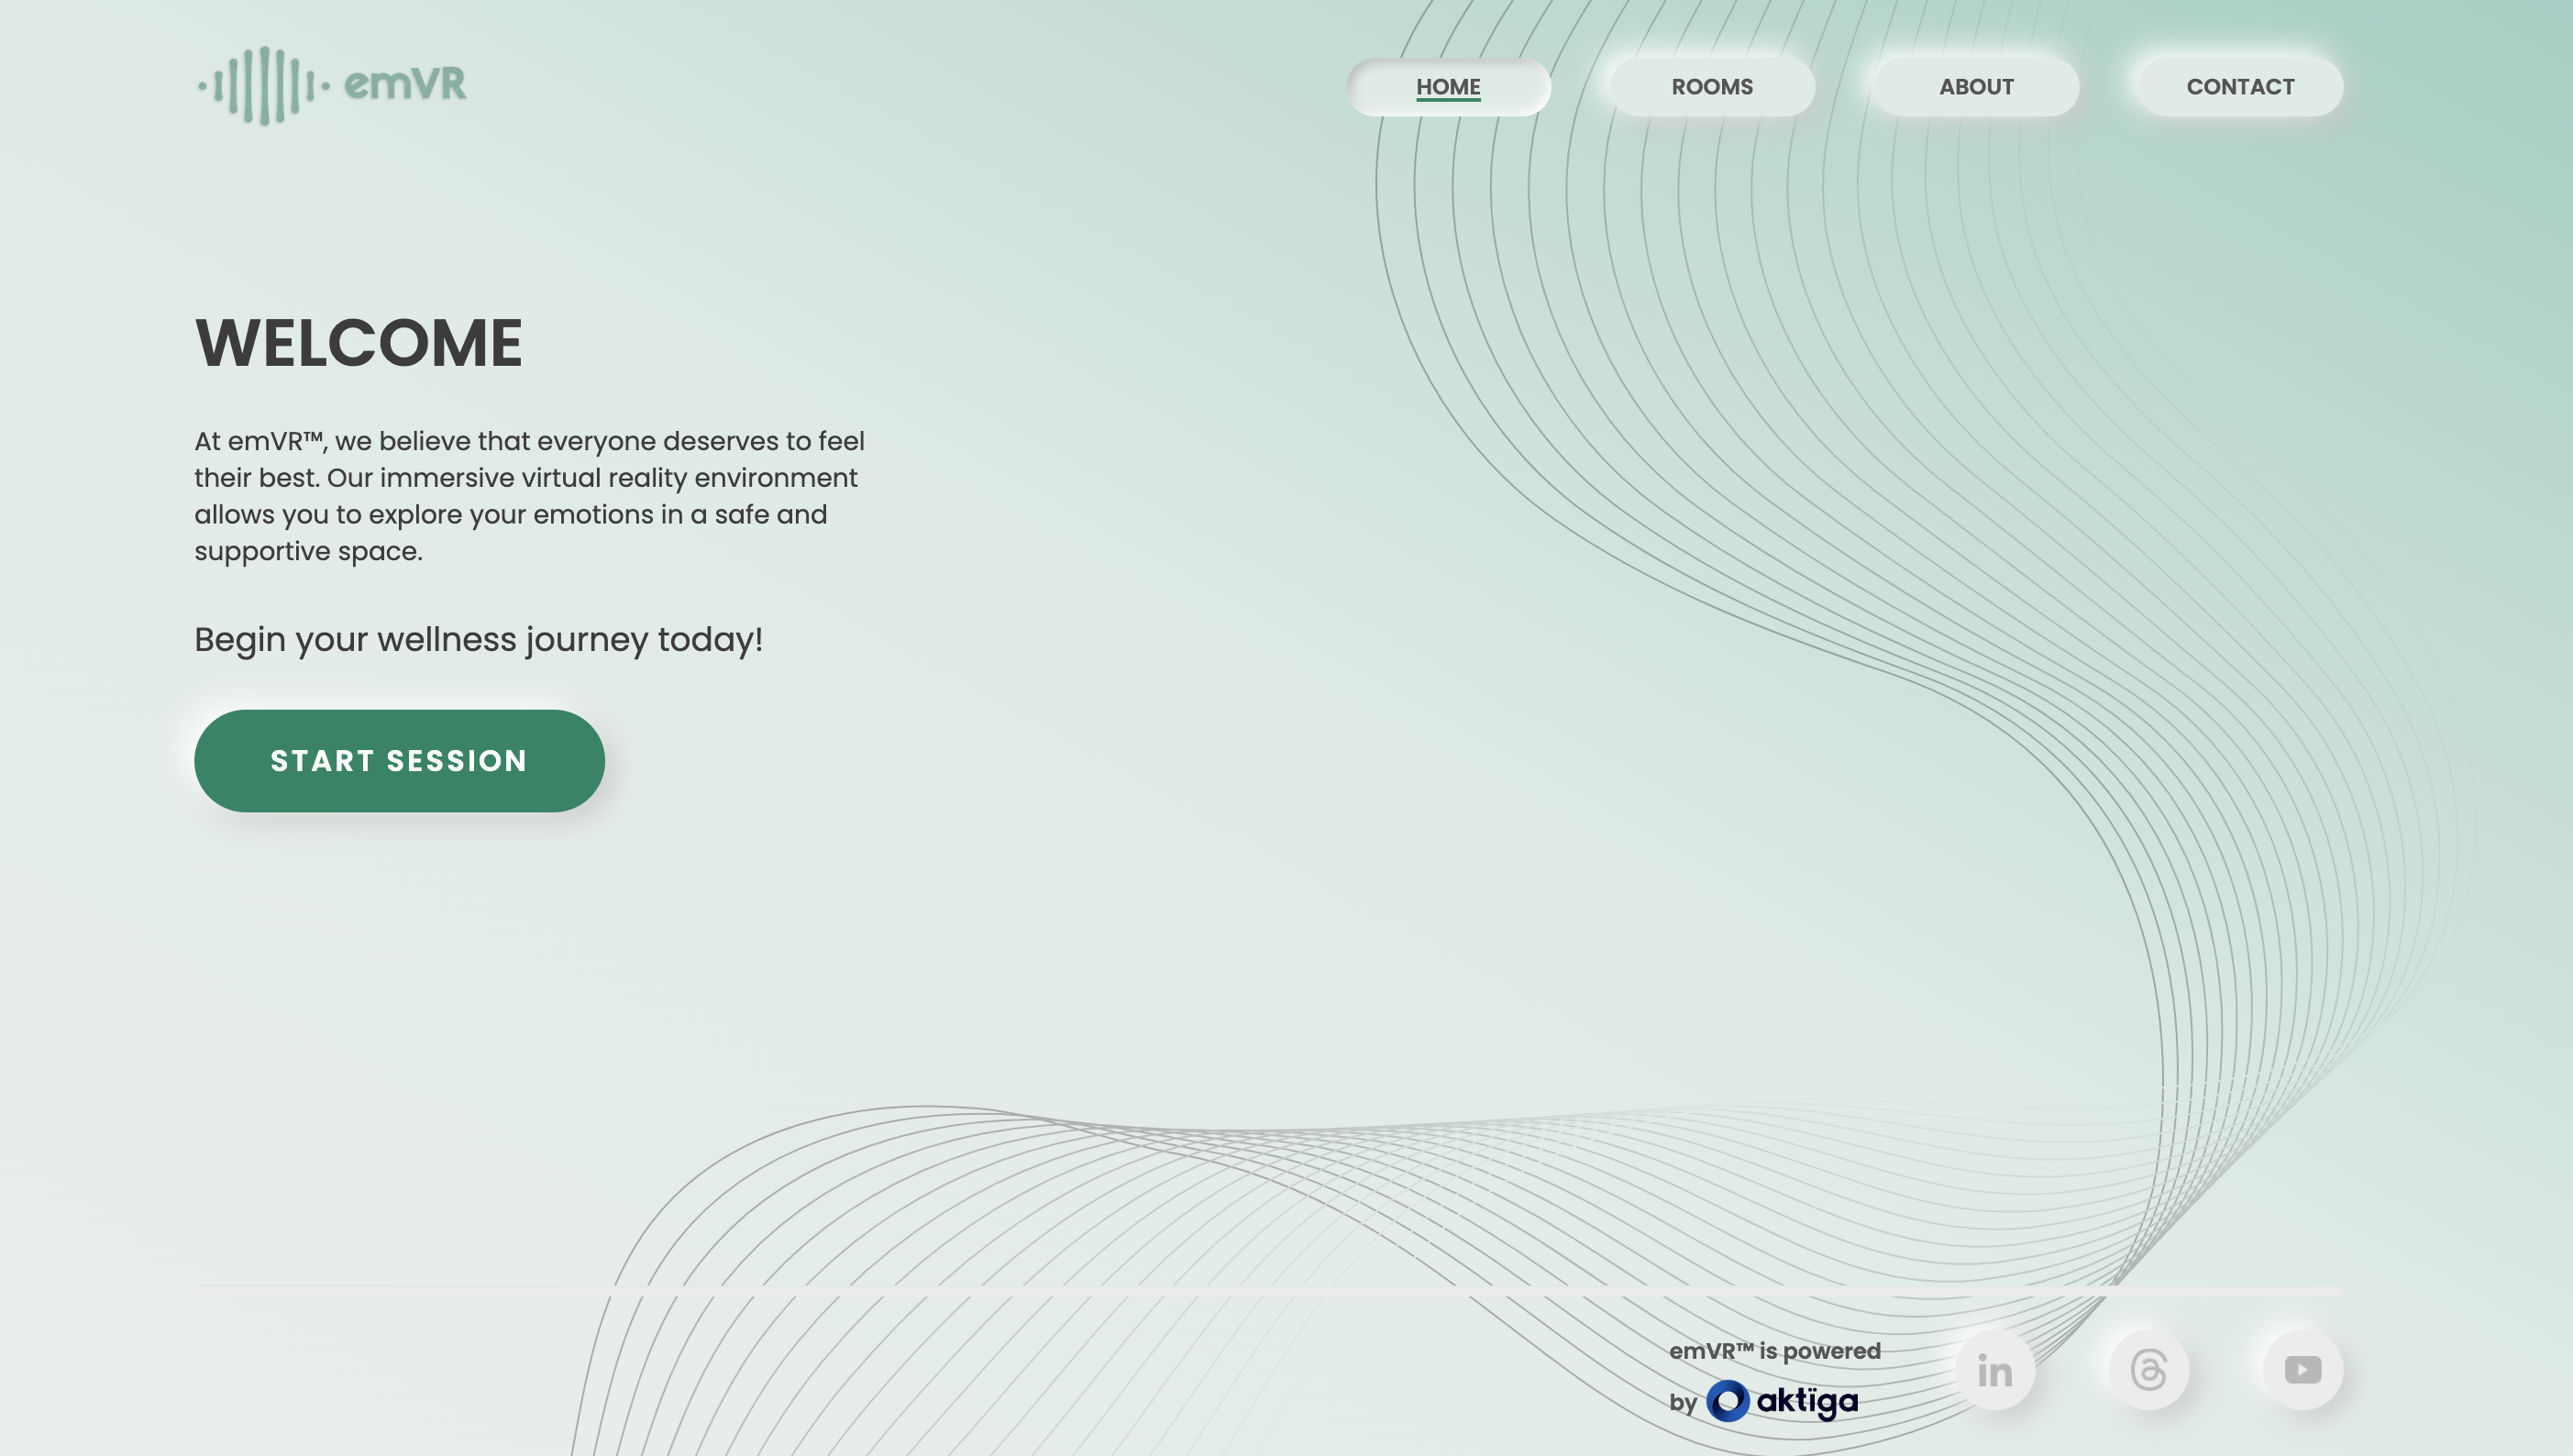 emVR
HOME
ROOMS
ABOUT
CONTACT
WELCOME
At emVR™, we believe that everyone deserves to feel
their best. Our immersive virtual reality environment
allows you to explore your emotions in a safe and
supportive space.
Begin your wellness journey today!
START SESSION
emVR™ is powered
by aktïga
in